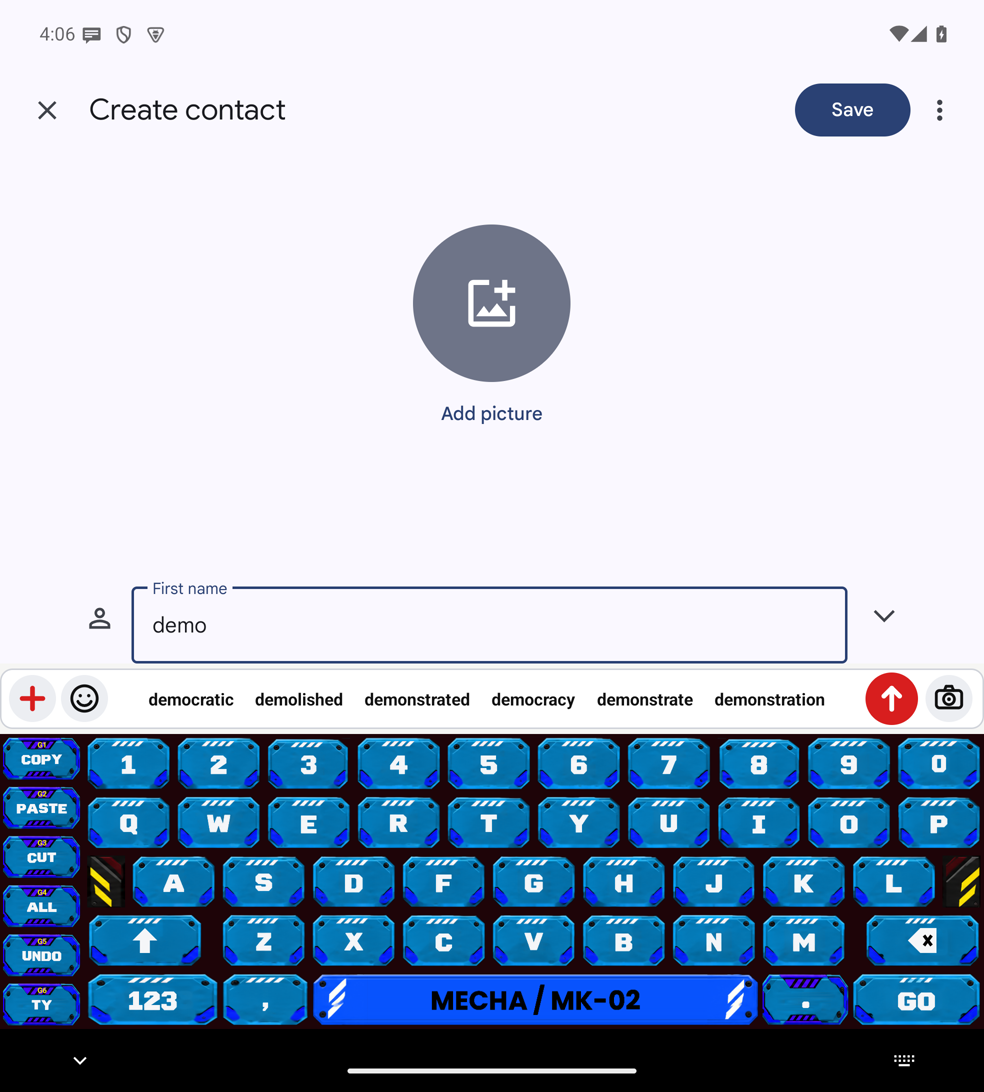 4:06
Create contact
Save
Add picture
First name
demo
democratic demolished demonstrated democracy demonstrate demonstration
G1
COPY 1 2 3 4 5 6 7 8 9 0
G2
PASTE Q W E R T Y U I O P
G3
CUT A S D F G H J K L
G4
ALL
G5
UNDO Z X C V B N M
G6
TY 123 , MECHA / MK-02 . GO